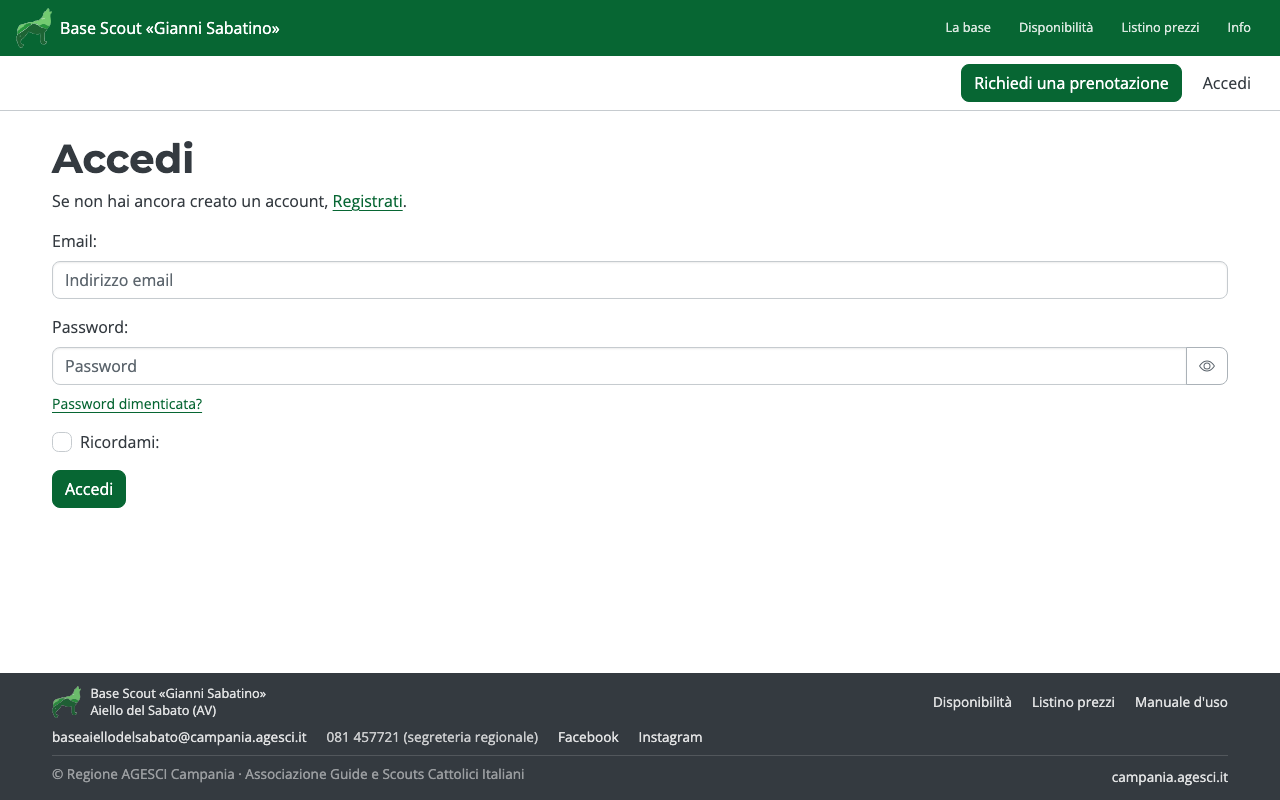 Base Scout «Gianni Sabatino»
La base
Disponibilità
Listino prezzi
Info
Richiedi una prenotazione
Accedi
Accedi
Se non hai ancora creato un account, Registrati.
Email:
Indirizzo email
Password:
Password
Password dimenticata?
Ricordami:
Accedi
Base Scout «Gianni Sabatino»
Aiello del Sabato (AV)
Disponibilità
Listino prezzi
Manuale d'uso
baseaiellodelsabato@campania.agesci.it
081 457721 (segreteria regionale)
Facebook
Instagram
© Regione AGESCI Campania · Associazione Guide e Scouts Cattolici Italiani
campania.agesci.it